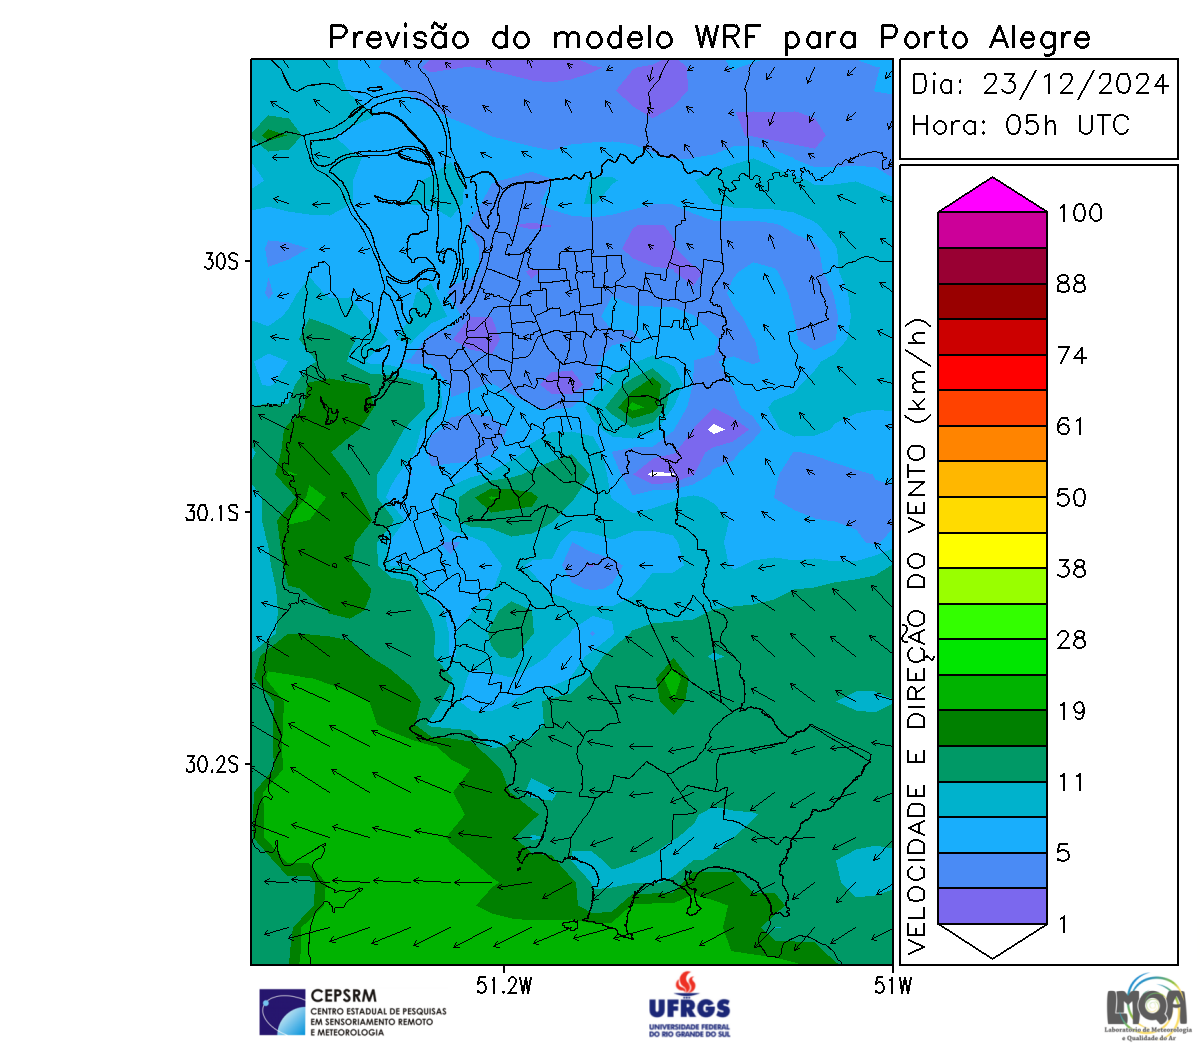 Previsão do modelo WRF para Porto Alegre
Dia: 23/12/2024
Hora: 05h UTC
30S
30.1S
30.2S
51.2W
51W
VELOCIDADE E DIREÇÃO DO VENTO (km/h)
100
88
74
61
50
38
28
19
11
5
1
CEPSRM
CENTRO ESTADUAL DE PESQUISAS
EM SENSORIAMENTO REMOTO
E METEOROLOGIA
UFRGS
UNIVERSIDADE FEDERAL
DO RIO GRANDE DO SUL
LMQA
Laboratório de Meteorologia
e Qualidade do Ar